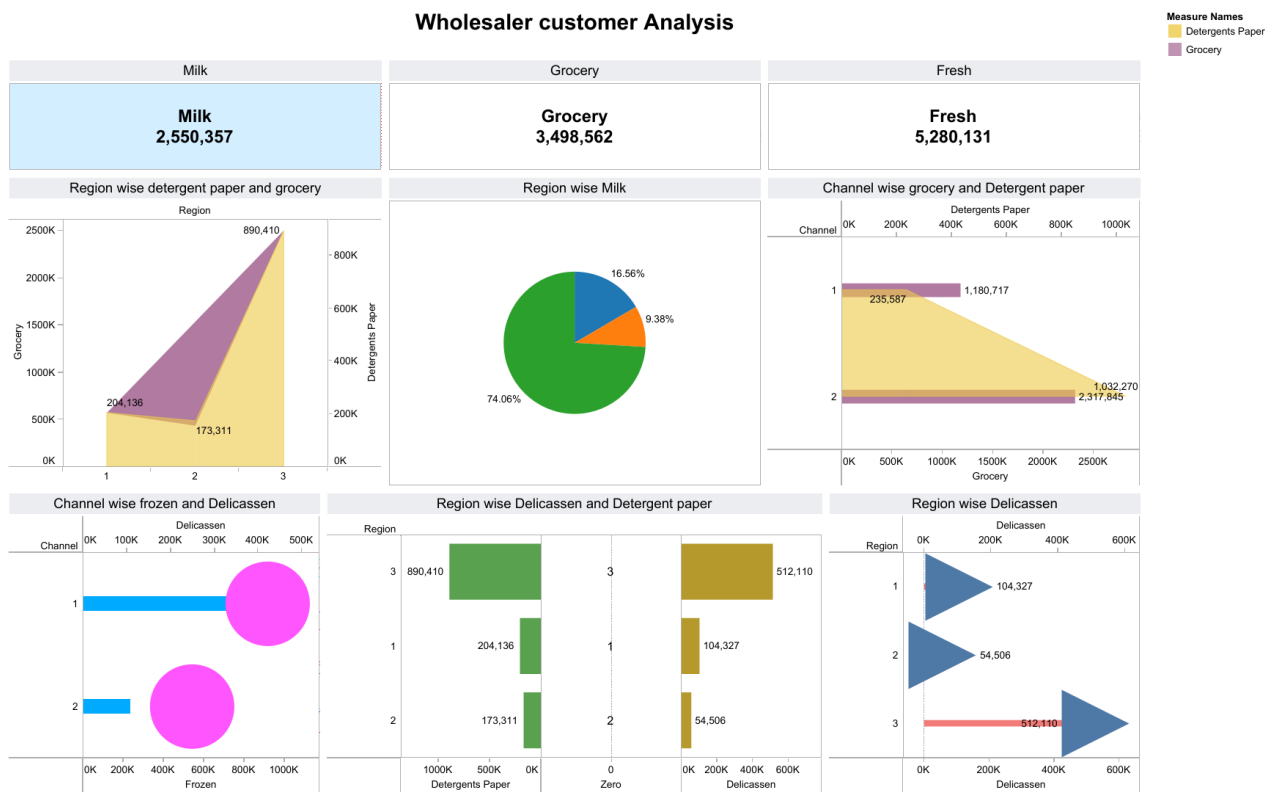 Wholesaler customer Analysis
Measure Names
Detergents Paper
Grocery
Milk
Grocery
Fresh
Milk
2,550,357
Grocery
3,498,562
Fresh
5,280,131
Region wise detergent paper and grocery
Region
2500K
2000K
1500K
1000K
500K
0K
Grocery
890,410
204,136
173,311
800K
600K
400K
200K
0K
Detergents Paper
1
2
3
Region wise Milk
16.56%
9.38%
74.06%
Channel wise grocery and Detergent paper
Detergents Paper
Channel
0K
200K
400K
600K
800K
1000K
1
1,180,717
235,587
1,032,270
2
2,317,845
0K
500K
1000K
1500K
2000K
2500K
Grocery
Channel wise frozen and Delicassen
Delicassen
Channel
0K
100K
200K
300K
400K
500K
1
2
0K
200K
400K
600K
800K
1000K
Frozen
Region wise Delicassen and Detergent paper
Region
3
890,410
3
512,110
1
204,136
1
104,327
2
173,311
2
54,506
1000K
500K
0K
0
0K
200K
400K
600K
Detergents Paper
Zero
Delicassen
Region wise Delicassen
Delicassen
Region
0K
200K
400K
600K
1
104,327
2
54,506
3
512,110
0K
200K
400K
600K
Delicassen